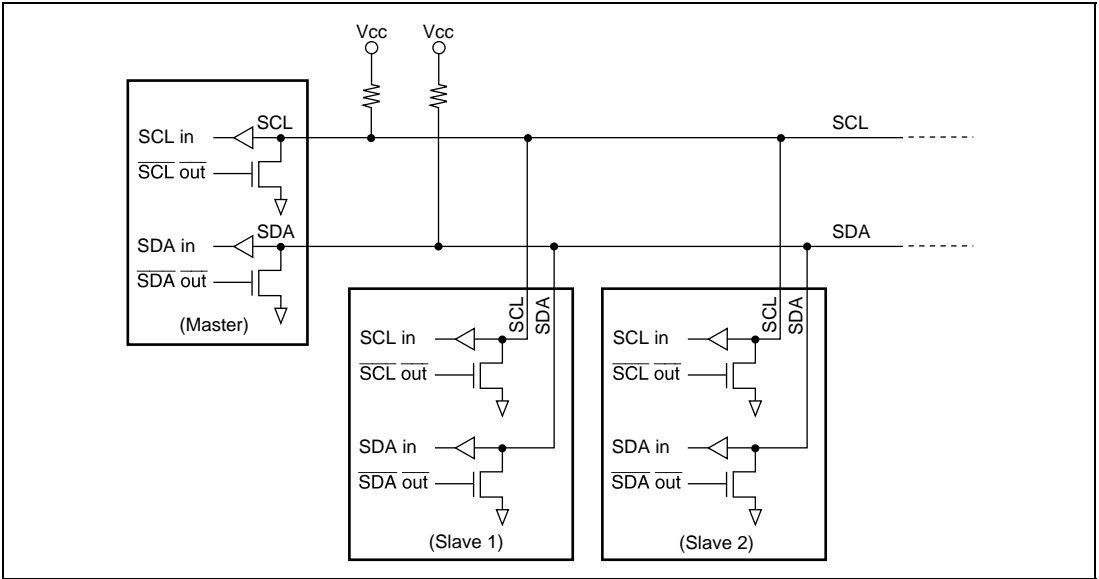 Vcc Vcc
SCL in SCL
SCL out
SDA in SDA
SDA out
(Master)
SCL
SDA
SCL SDA
SCL in
SCL out
SDA in
SDA out
(Slave 1)
SCL SDA
SCL in
SCL out
SDA in
SDA out
(Slave 2)